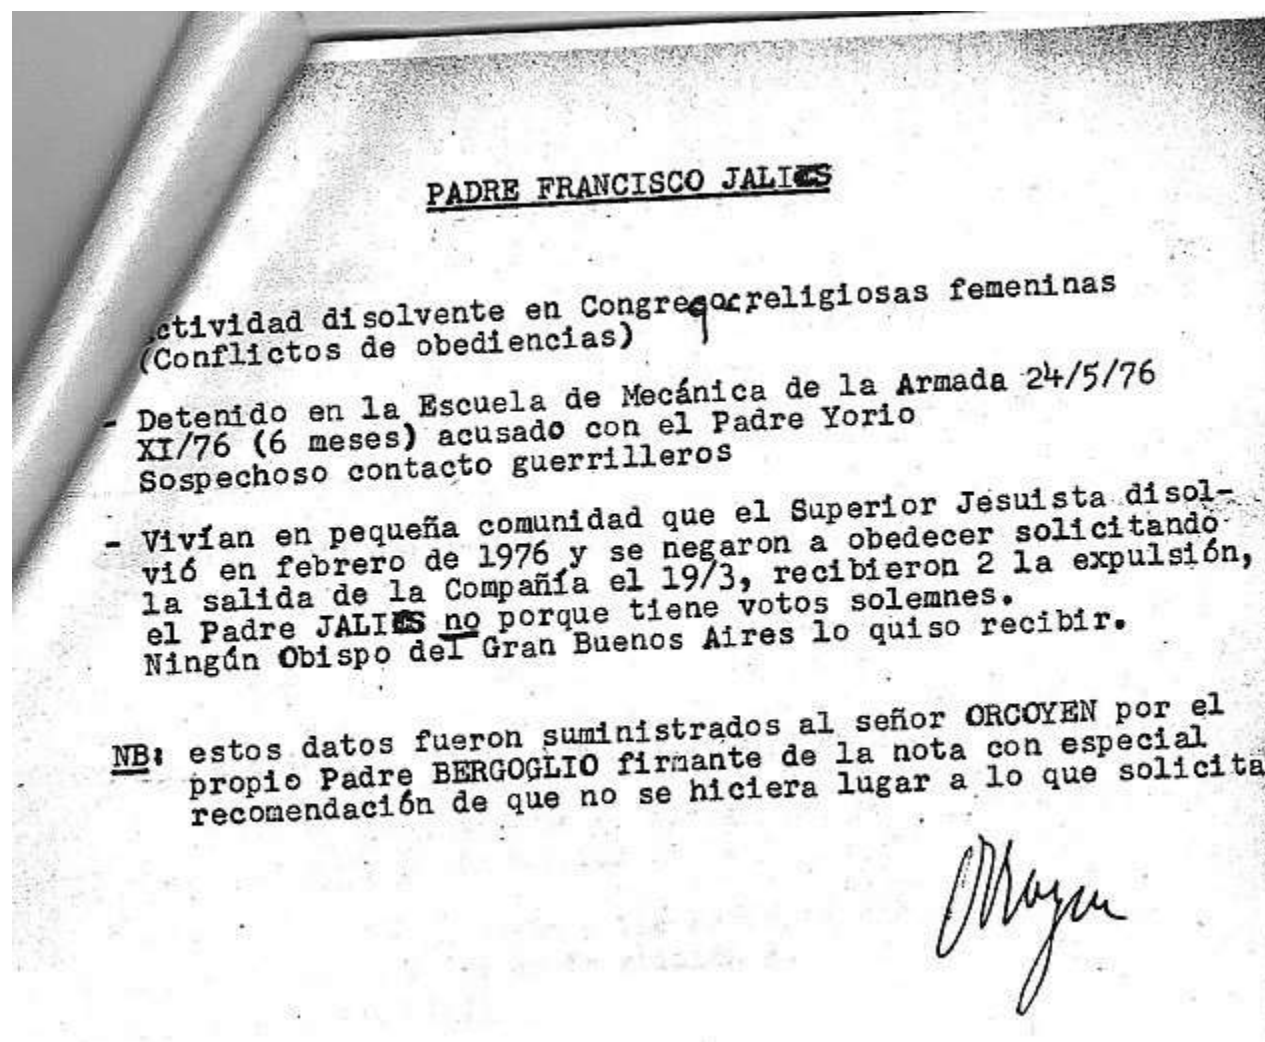 PADRE FRANCISCO JALICS
ctividad disolvente en Congregac.religiosas femeninas
(Conflictos de obediencias)
- Detenido en la Escuela de Mecánica de la Armada 24/5/76
XI/76 (6 meses) acusado con el Padre Yorio
Sospechoso contacto guerrilleros
- Vivían en pequeña comunidad que el Superior Jesuista disol-
vió en febrero de 1976 y se negaron a obedecer solicitando
la salida de la Compañía el 19/3, recibieron 2 la expulsión,
el Padre JALICS no porque tiene votos solemnes.
Ningún Obispo del Gran Buenos Aires lo quiso recibir.
NB: estos datos fueron suministrados al señor ORCOYEN por el
propio Padre BERGOGLIO firmante de la nota con especial
recomendación de que no se hiciera lugar a lo que solicita
Orcoyen